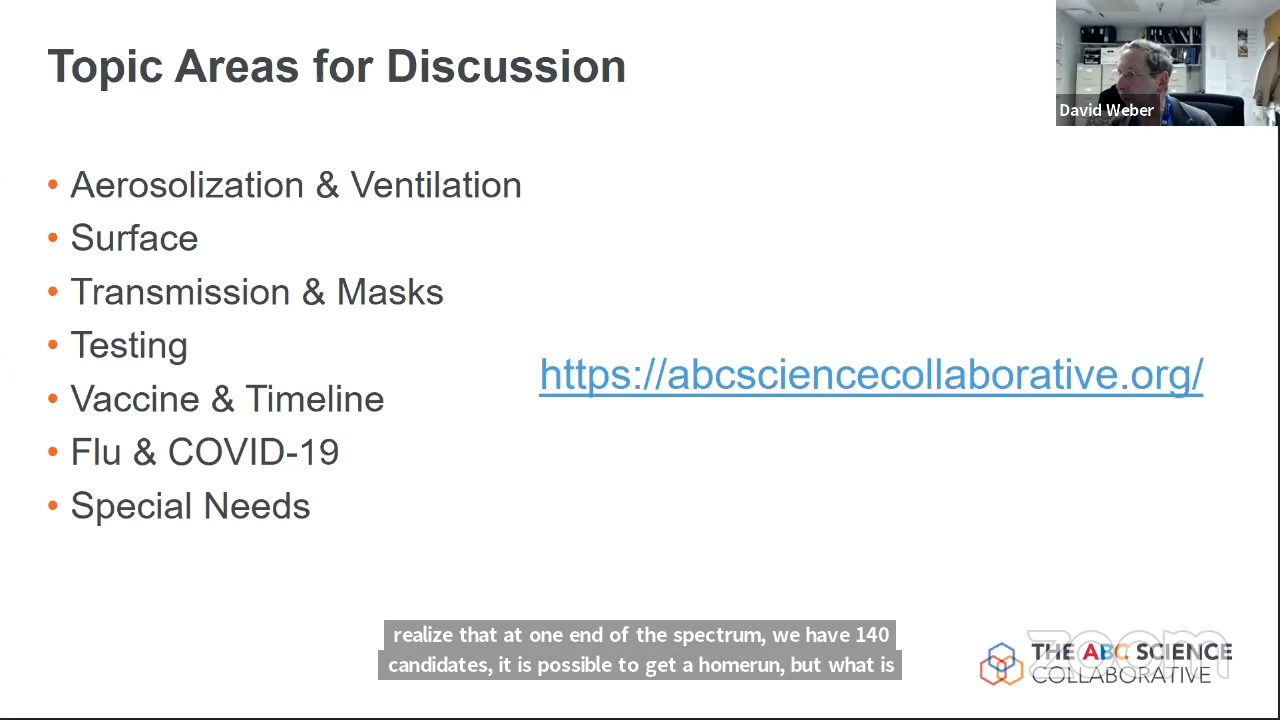 Topic Areas for Discussion
David Weber
• Aerosolization & Ventilation
• Surface
• Transmission & Masks
• Testing
• Vaccine & Timeline
• Flu & COVID-19
• Special Needs
https://abcsciencecollaborative.org/
realize that at one end of the spectrum, we have 140
candidates, it is possible to get a homerun, but what is
THE ABC SCIENCE
COLLABORATIVE
zoom